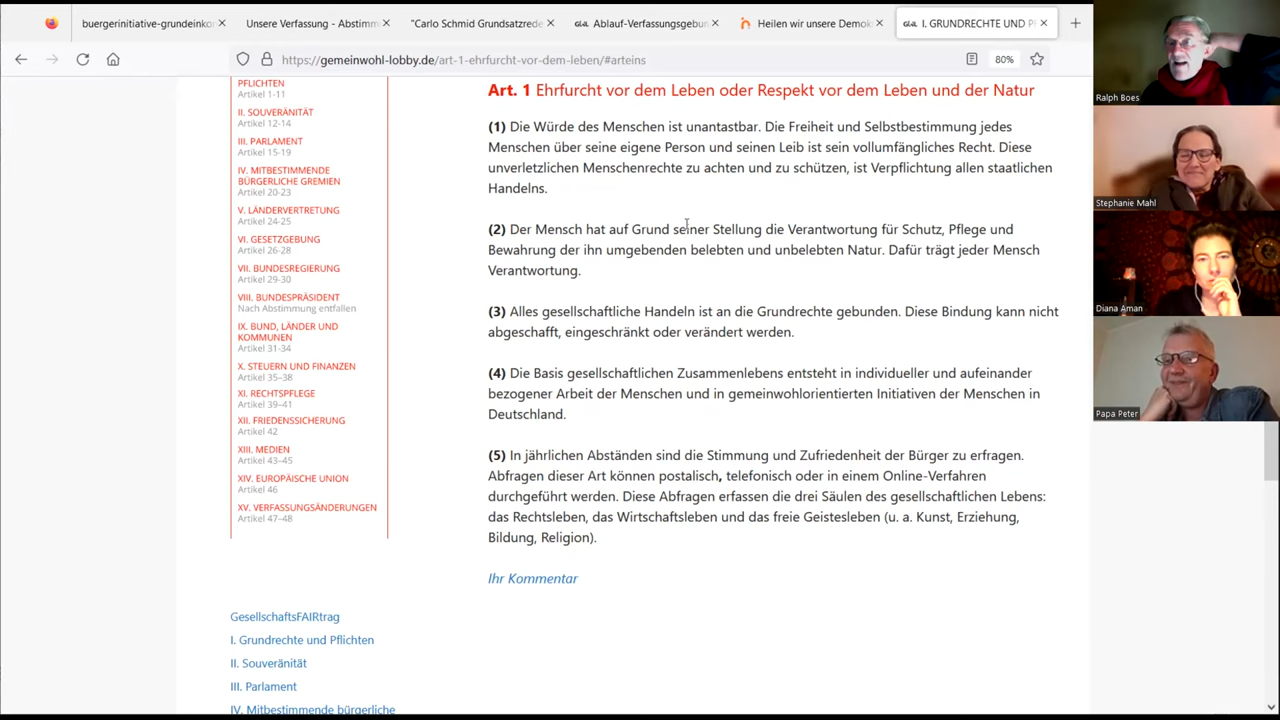 buergerinitiative-grundeinkor
Unsere Verfassung - Abstimm
"Carlo Schmid Grundsatzrede
GWL Ablauf-Verfassungsgebun
Heilen wir unsere Demok
GWL I. GRUNDRECHTE UND P
https://gemeinwohl-lobby.de/art-1-ehrfurcht-vor-dem-leben/#arteins
80%
PFLICHTEN
Artikel 1-11
II. SOUVERÄNITÄT
Artikel 12-14
III. PARLAMENT
Artikel 15-19
IV. MITBESTIMMENDE
BÜRGERLICHE GREMIEN
Artikel 20-23
V. LÄNDERVERTRETUNG
Artikel 24-25
VI. GESETZGEBUNG
Artikel 26-28
VII. BUNDESREGIERUNG
Artikel 29-30
VIII. BUNDESPRÄSIDENT
Nach Abstimmung entfallen
IX. BUND, LÄNDER UND
KOMMUNEN
Artikel 31-34
X. STEUERN UND FINANZEN
Artikel 35–38
XI. RECHTSPFLEGE
Artikel 39–41
XII. FRIEDENSSICHERUNG
Artikel 42
XIII. MEDIEN
Artikel 43–45
XIV. EUROPÄISCHE UNION
Artikel 46
XV. VERFASSUNGSÄNDERUNGEN
Artikel 47–48
GesellschaftsFAIRtrag
I. Grundrechte und Pflichten
II. Souveränität
III. Parlament
IV. Mitbestimmende bürgerliche
Art. 1 Ehrfurcht vor dem Leben oder Respekt vor dem Leben und der Natur
(1) Die Würde des Menschen ist unantastbar. Die Freiheit und Selbstbestimmung jedes
Menschen über seine eigene Person und seinen Leib ist sein vollumfängliches Recht. Diese
unverletzlichen Menschenrechte zu achten und zu schützen, ist Verpflichtung allen staatlichen
Handelns.
(2) Der Mensch hat auf Grund seiner Stellung die Verantwortung für Schutz, Pflege und
Bewahrung der ihn umgebenden belebten und unbelebten Natur. Dafür trägt jeder Mensch
Verantwortung.
(3) Alles gesellschaftliche Handeln ist an die Grundrechte gebunden. Diese Bindung kann nicht
abgeschafft, eingeschränkt oder verändert werden.
(4) Die Basis gesellschaftlichen Zusammenlebens entsteht in individueller und aufeinander
bezogener Arbeit der Menschen und in gemeinwohlorientierten Initiativen der Menschen in
Deutschland.
(5) In jährlichen Abständen sind die Stimmung und Zufriedenheit der Bürger zu erfragen.
Abfragen dieser Art können postalisch, telefonisch oder in einem Online-Verfahren
durchgeführt werden. Diese Abfragen erfassen die drei Säulen des gesellschaftlichen Lebens:
das Rechtsleben, das Wirtschaftsleben und das freie Geistesleben (u. a. Kunst, Erziehung,
Bildung, Religion).
Ihr Kommentar
Ralph Boes
Stephanie Mahl
Diana Aman
Papa Peter